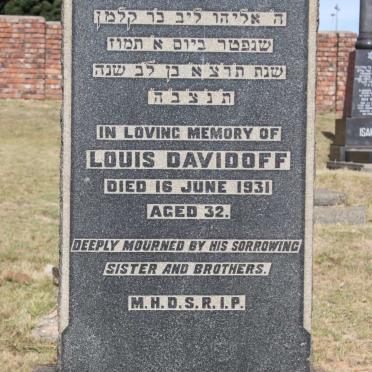 ה׳ אליהו ליב בר קלמן
שנפטר ביום א תמוז
שנת תרצ״א בן לב שנה
ת נ צ ב ה
IN LOVING MEMORY OF
LOUIS DAVIDOFF
DIED 16 JUNE 1931
AGED 32.
DEEPLY MOURNED BY HIS SORROWING
SISTER AND BROTHERS.
M.H.D.S.R.I.P.